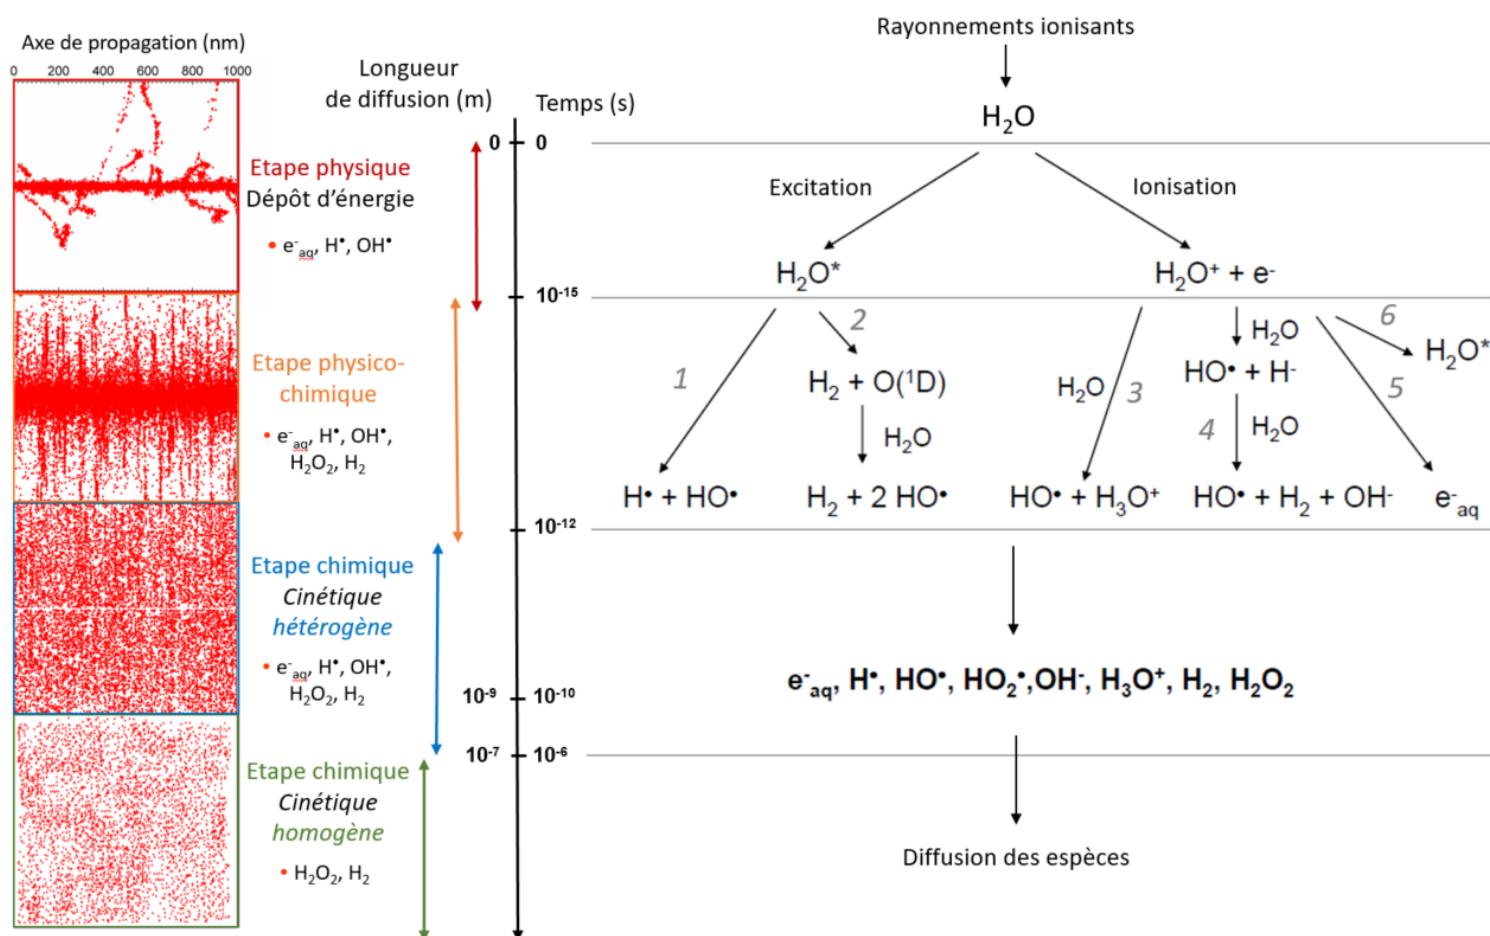 Axe de propagation (nm)
0 200 400 600 800 1000
Longueur
de diffusion (m)
Temps (s)
0 0
10⁻¹⁵
10⁻¹²
10⁻⁹ 10⁻¹⁰
10⁻⁷ 10⁻⁶
Etape physique
Dépôt d'énergie
• e⁻aq, H•, OH•
Etape physico-
chimique
• e⁻aq, H•, OH•,
H₂O₂, H₂
Etape chimique
Cinétique
hétérogène
• e⁻aq, H•, OH•,
H₂O₂, H₂
Etape chimique
Cinétique
homogène
• H₂O₂, H₂
Rayonnements ionisants
H₂O
Excitation
Ionisation
H₂O*
H₂O⁺ + e⁻
1
2
H₂ + O(¹D)
H₂O
H₂O
3
H₂O
HO• + H⁻
4
H₂O
5
6
H₂O*
H• + HO•
H₂ + 2 HO•
HO• + H₃O⁺
HO• + H₂ + OH⁻
e⁻aq
e⁻aq, H•, HO•, HO₂•,OH⁻, H₃O⁺, H₂, H₂O₂
Diffusion des espèces